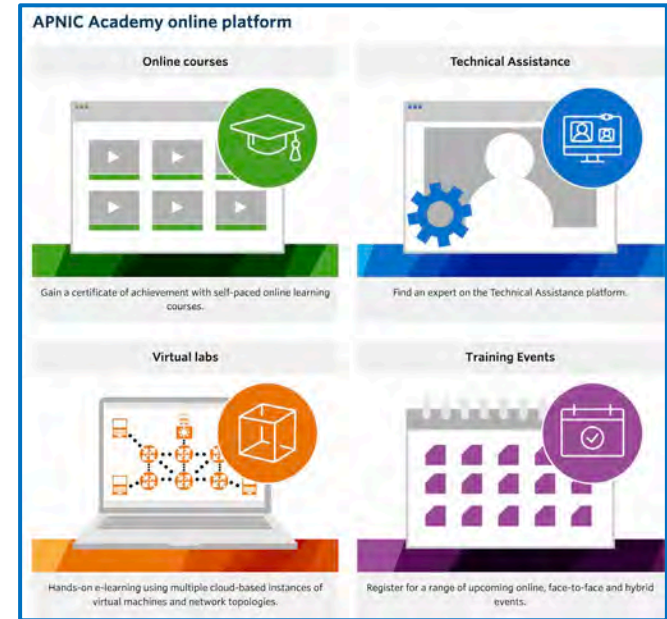 APNIC Academy online platform
Online courses
Technical Assistance
Gain a certificate of achievement with self-paced online learning
courses.
Find an expert on the Technical Assistance platform.
Virtual labs
Training Events
Hands-on e-learning using multiple cloud-based instances of
virtual machines and network topologies.
Register for a range of upcoming online, face-to-face and hybrid
events.